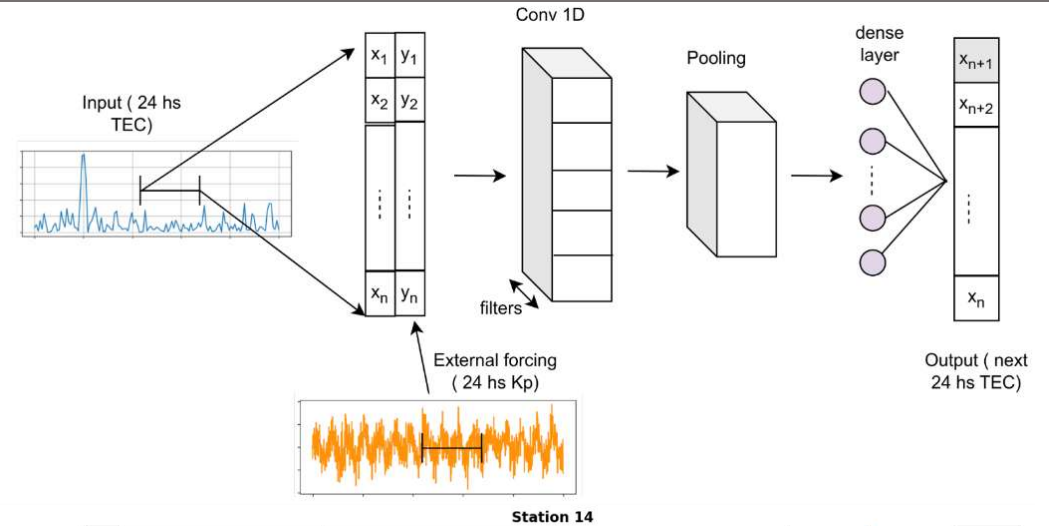 Conv 1D
Input ( 24 hs
TEC)
x1 y1
x2 y2
xn yn
filters
Pooling
dense
layer
xn+1
xn+2
xn
External forcing
( 24 hs Kp)
Output ( next
24 hs TEC)
Station 14